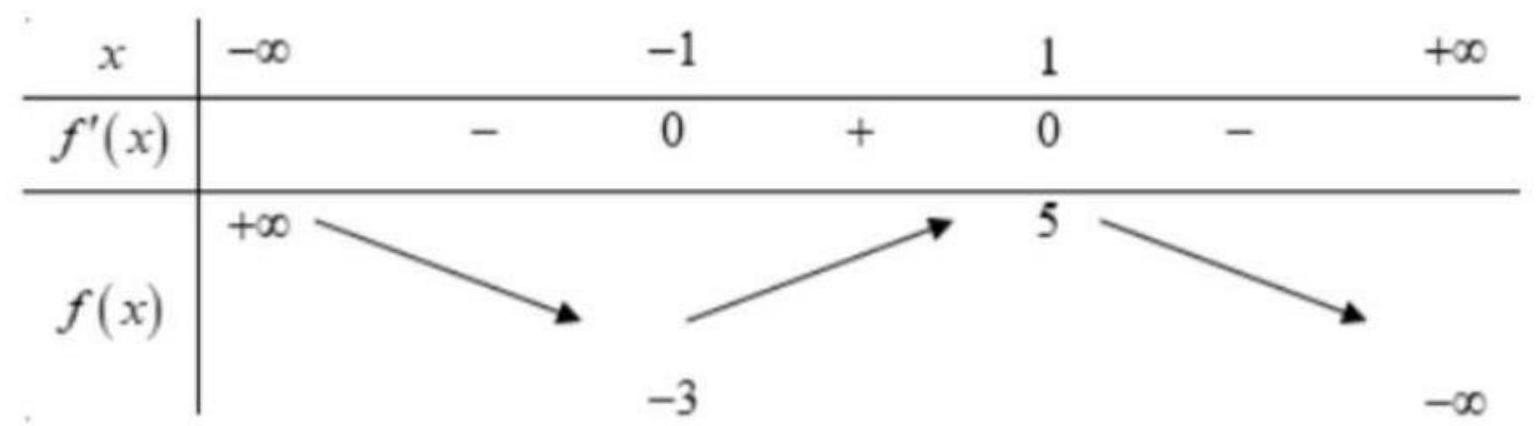 x −∞ −1 1 +∞
f′(x) − 0 + 0 −
+∞ 5
f(x)
−3 −∞